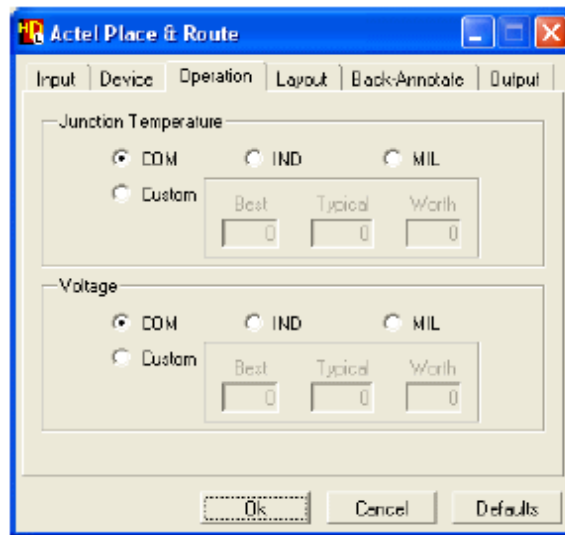 HDL Actel Place & Route
Input Device Operation Layout Back-Annotate Output
Junction Temperature
COM IND MIL
Custom
Best Typical Worth
0 0 0
Voltage
COM IND MIL
Custom
Best Typical Worth
0 0 0
Ok Cancel Defaults